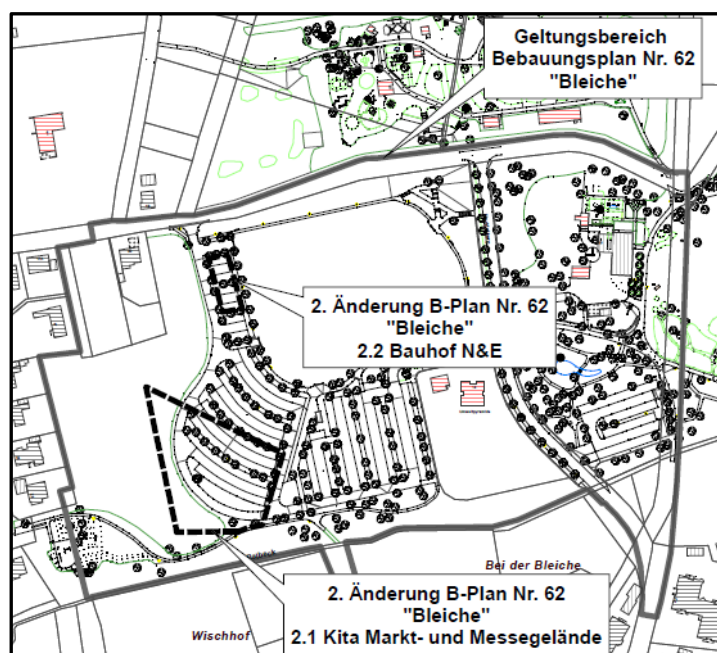 Geltungsbereich
Bebauungsplan Nr. 62
"Bleiche"
2. Änderung B-Plan Nr. 62
"Bleiche"
2.2 Bauhof N&E
Bei der Bleiche
2. Änderung B-Plan Nr. 62
"Bleiche"
2.1 Kita Markt- und Messegelände
Wischhof